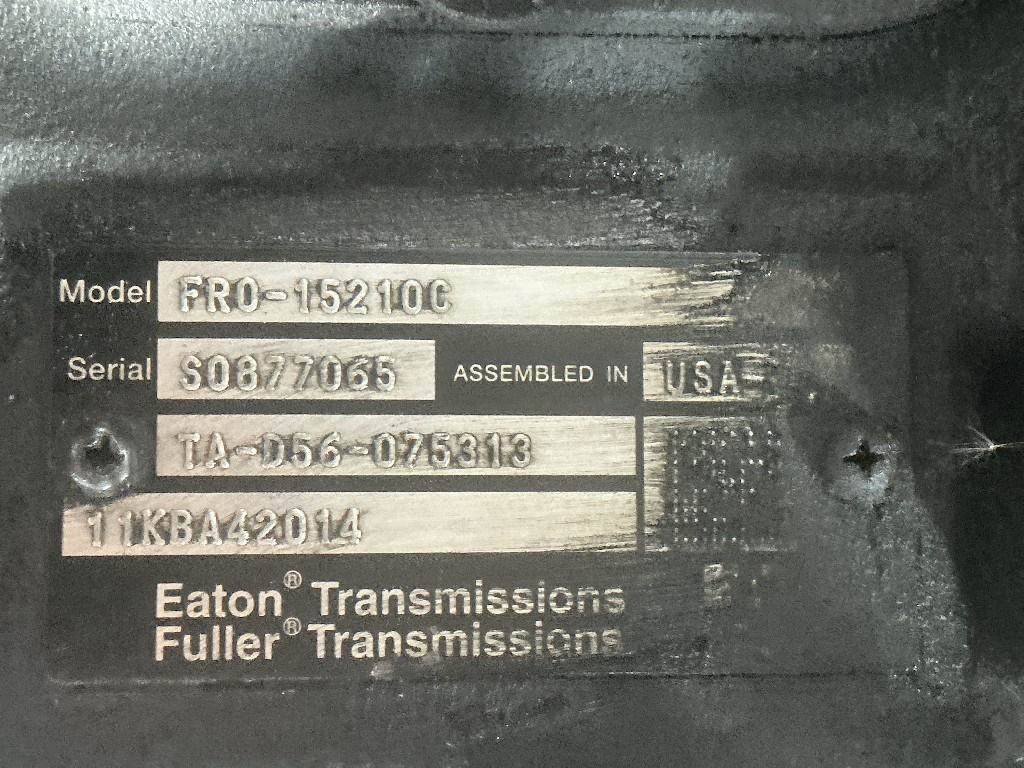 Model FRO-15210C
Serial S0877065 ASSEMBLED IN USA
TA-D56-075313
11KBA42014
Eaton® Transmissions
Fuller® Transmissions